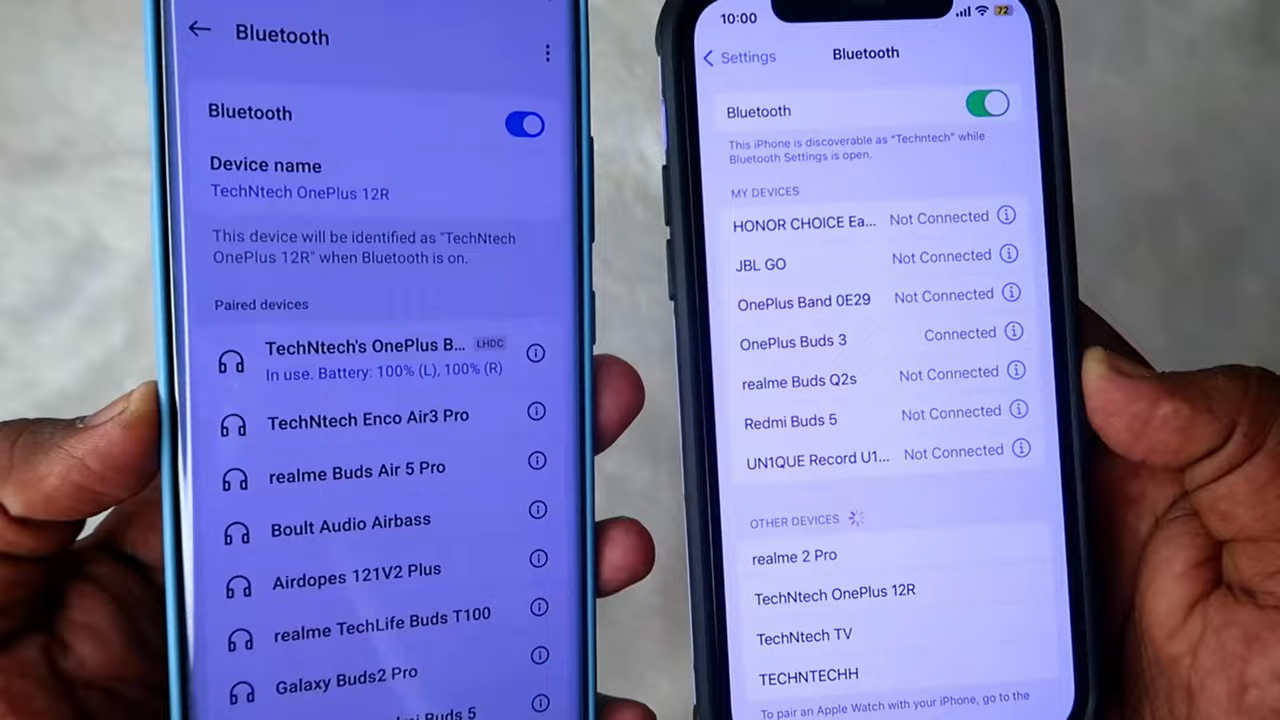 Bluetooth
Bluetooth
Device name
TechNtech OnePlus 12R
This device will be identified as "TechNtech
OnePlus 12R" when Bluetooth is on.
Paired devices
TechNtech's OnePlus B... LHDC
In use. Battery: 100% (L), 100% (R)
TechNtech Enco Air3 Pro
realme Buds Air 5 Pro
Boult Audio Airbass
Airdopes 121V2 Plus
realme TechLife Buds T100
Galaxy Buds2 Pro
Buds 5
10:00 72
Settings Bluetooth
Bluetooth
This iPhone is discoverable as "Techntech" while
Bluetooth Settings is open.
MY DEVICES
HONOR CHOICE Ea... Not Connected
JBL GO Not Connected
OnePlus Band 0E29 Not Connected
OnePlus Buds 3 Connected
realme Buds Q2s Not Connected
Redmi Buds 5 Not Connected
UN1QUE Record U1... Not Connected
OTHER DEVICES
realme 2 Pro
TechNtech OnePlus 12R
TechNtech TV
TECHNTECHH
To pair an Apple Watch with your iPhone, go to the